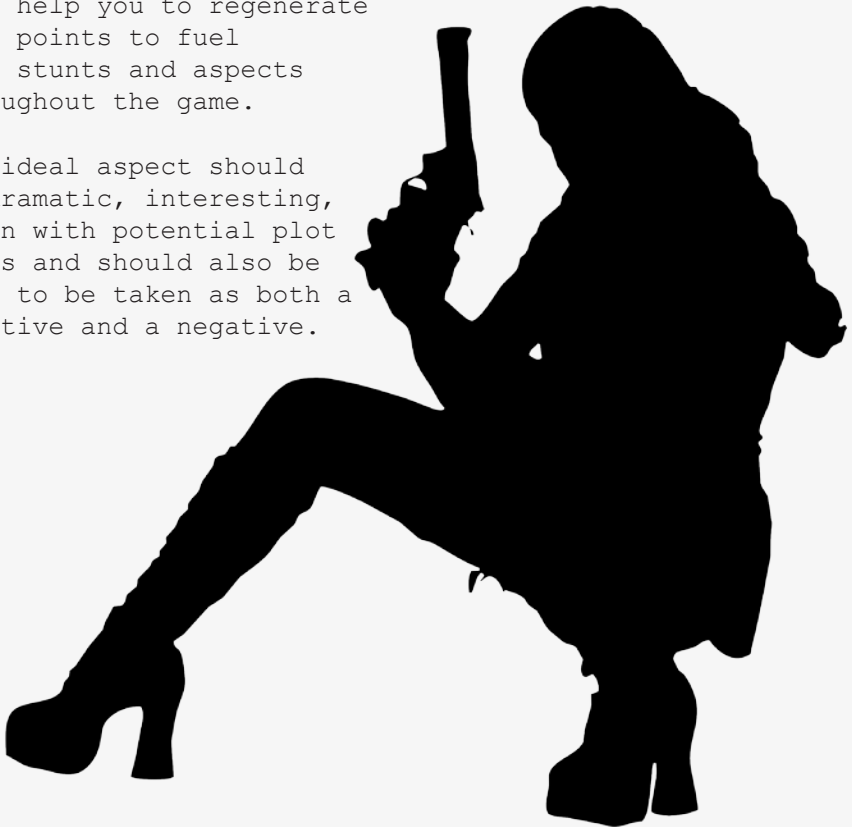 help you to regenerate
points to fuel
stunts and aspects
ughout the game.
ideal aspect should
ramatic, interesting,
n with potential plot
s and should also be
to be taken as both a
tive and a negative.